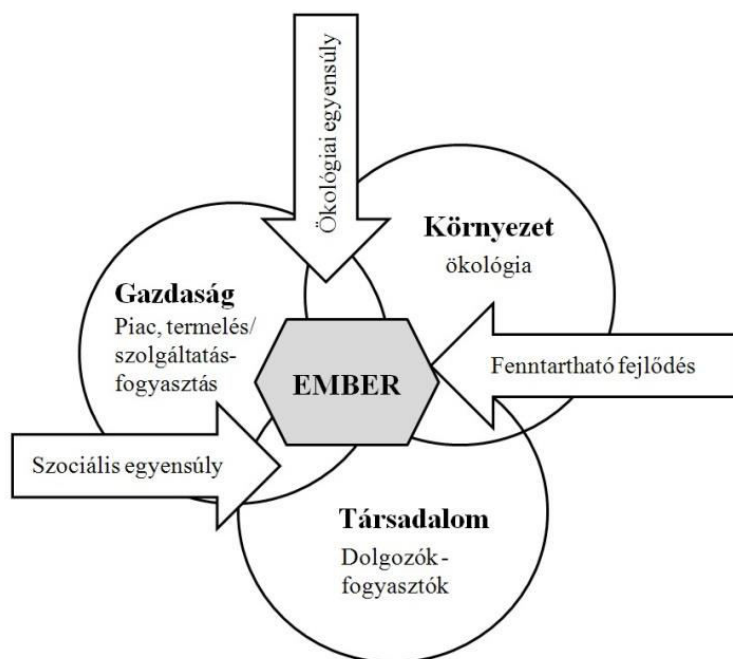 Ökológiai egyensúly
Környezet
ökológia
Gazdaság
Piac, termelés/
szolgáltatás-
fogyasztás
EMBER
Fenntartható fejlődés
Szociális egyensúly
Társadalom
Dolgozók -
fogyasztók